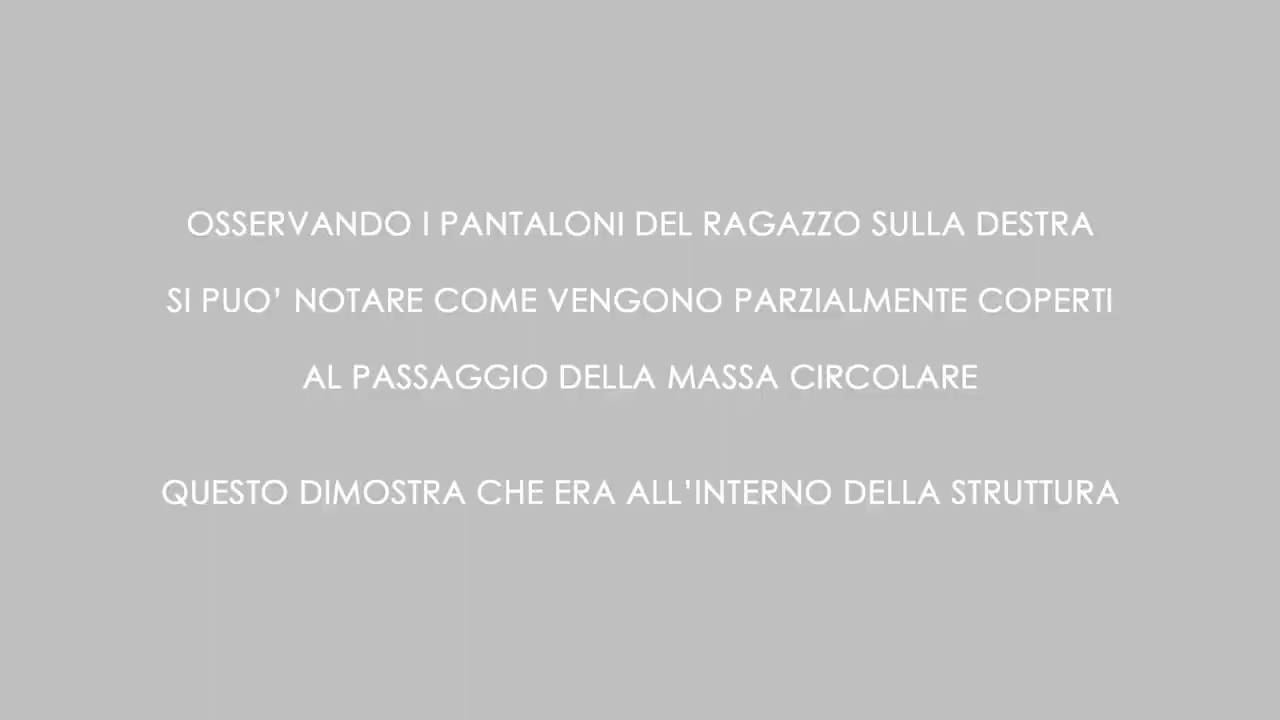 OSSERVANDO I PANTALONI DEL RAGAZZO SULLA DESTRA
SI PUO’ NOTARE COME VENGONO PARZIALMENTE COPERTI
AL PASSAGGIO DELLA MASSA CIRCOLARE
QUESTO DIMOSTRA CHE ERA ALL’INTERNO DELLA STRUTTURA